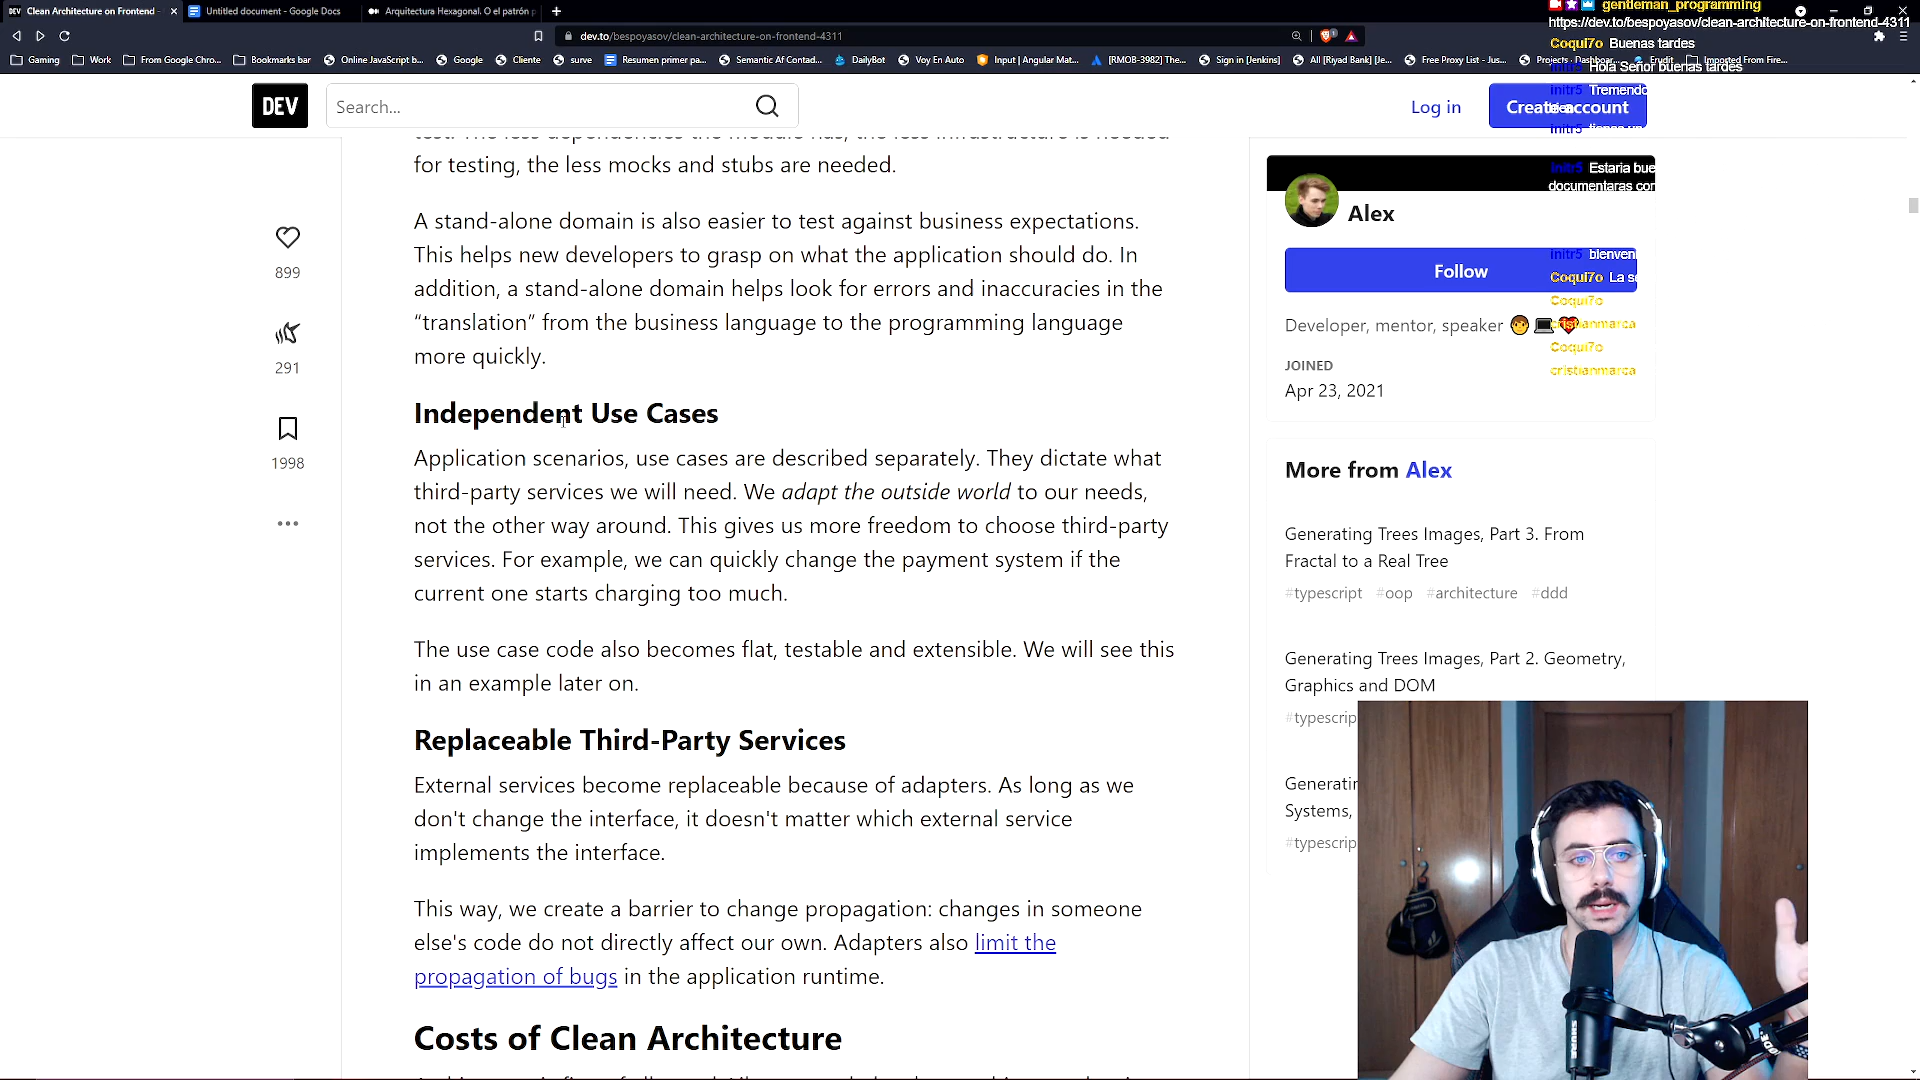 Clean Architecture on Frontend -
Untitled document - Google Docs
Arquitectura Hexagonal. O el patrón p
gentleman_programming
dev.to/bespoyasov/clean-architecture-on-frontend-4311
https://dev.to/bespoyasov/clean-architecture-on-frontend-4311
Coqui7o Buenas tardes
Gaming
Work
From Google Chro...
Bookmarks bar
Online JavaScript b...
Google
Cliente
surve
Resumen primer pa...
Semantic AF Contad...
DailyBot
Voy En Auto
Input | Angular Mat...
[RMOB-3982] [The...
Sign in [Jenkins]
All [Riyad Bank] [Je...
Free Proxy List - Jus...
Projects - Dashboar...
Erudit
Imported From Fire...
initr5 Hola Señor buenas tardes
DEV
Search...
Log in
Create account
initr5 Tremendo
initr5
for testing, the less mocks and stubs are needed.
A stand-alone domain is also easier to test against business expectations.
This helps new developers to grasp on what the application should do. In
addition, a stand-alone domain helps look for errors and inaccuracies in the
“translation” from the business language to the programming language
more quickly.
Independent Use Cases
Application scenarios, use cases are described separately. They dictate what
third-party services we will need. We adapt the outside world to our needs,
not the other way around. This gives us more freedom to choose third-party
services. For example, we can quickly change the payment system if the
current one starts charging too much.
The use case code also becomes flat, testable and extensible. We will see this
in an example later on.
Replaceable Third-Party Services
External services become replaceable because of adapters. As long as we
don't change the interface, it doesn't matter which external service
implements the interface.
This way, we create a barrier to change propagation: changes in someone
else's code do not directly affect our own. Adapters also limit the
propagation of bugs in the application runtime.
Costs of Clean Architecture
899
291
1998
initr5 Estaria bue
documentaras con
Alex
initr5 bienveni
Follow
Coqui7o La se
Coqui7o
Developer, mentor, speaker
cristianmarca
Coqui7o
JOINED
cristianmarca
Apr 23, 2021
More from Alex
Generating Trees Images, Part 3. From
Fractal to a Real Tree
#typescript #oop #architecture #ddd
Generating Trees Images, Part 2. Geometry,
Graphics and DOM
#typescrip
Generatin
Systems,
#typescrip
SHURE